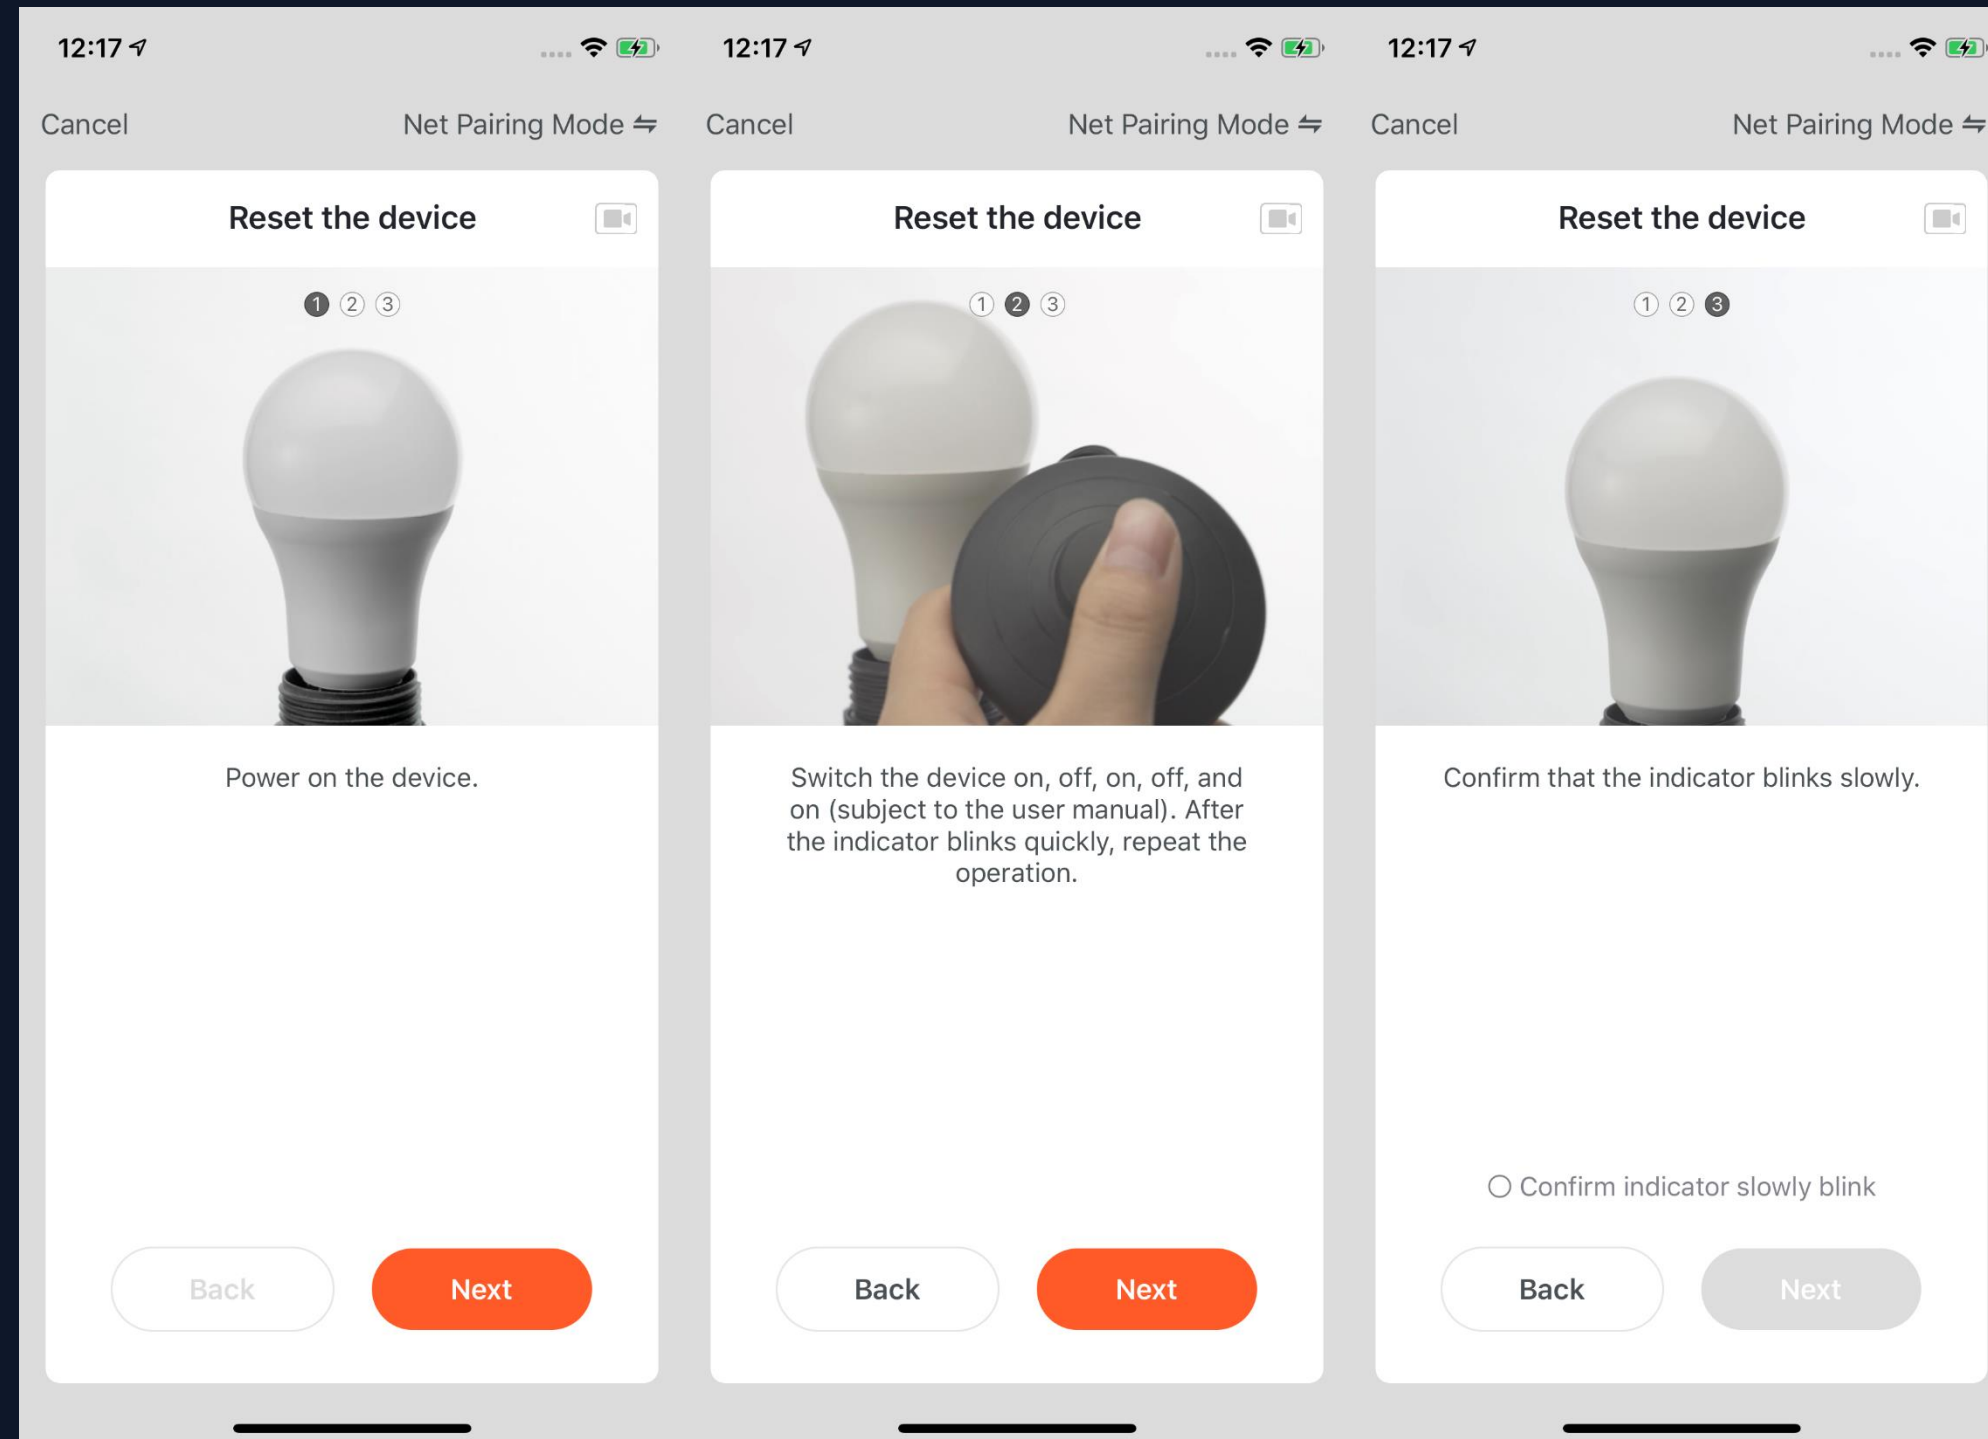 12:17
Cancel
Net Pairing Mode ⇋
Reset the device
1 2 3
Power on the device.
Back
Next
12:17
Cancel
Net Pairing Mode ⇋
Reset the device
1 2 3
Switch the device on, off, on, off, and
on (subject to the user manual). After
the indicator blinks quickly, repeat the
operation.
Back
Next
12:17
Cancel
Net Pairing Mode ⇋
Reset the device
1 2 3
Confirm that the indicator blinks slowly.
Confirm indicator slowly blink
Back
Next